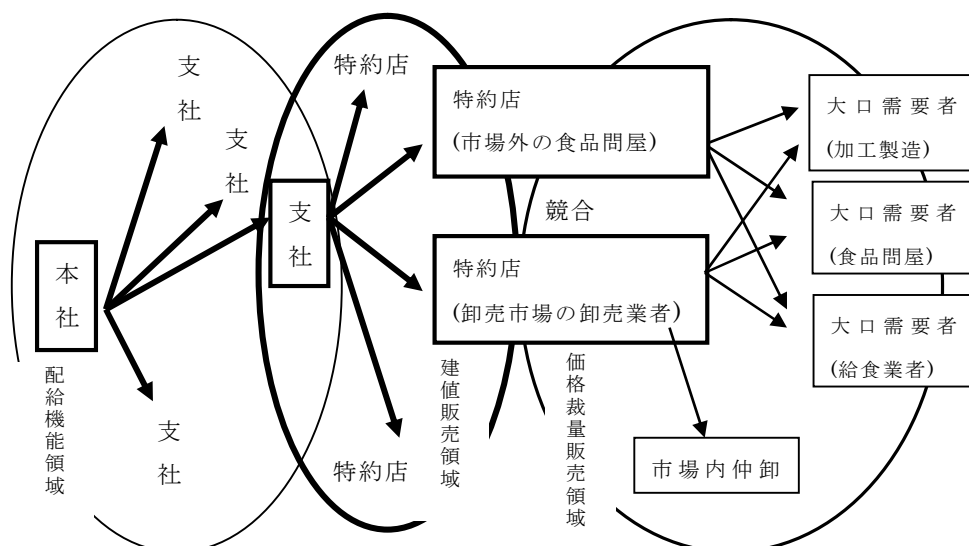 支社
支社
特約店
特約店
(市場外の食品問屋)
大口需要者
(加工製造)
支社
競合
大口需要者
(食品問屋)
本社
特約店
(卸売市場の卸売業者)
大口需要者
(給食業者)
配給機能領域
建値販売領域
価格裁量販売領域
支社
特約店
市場内仲卸